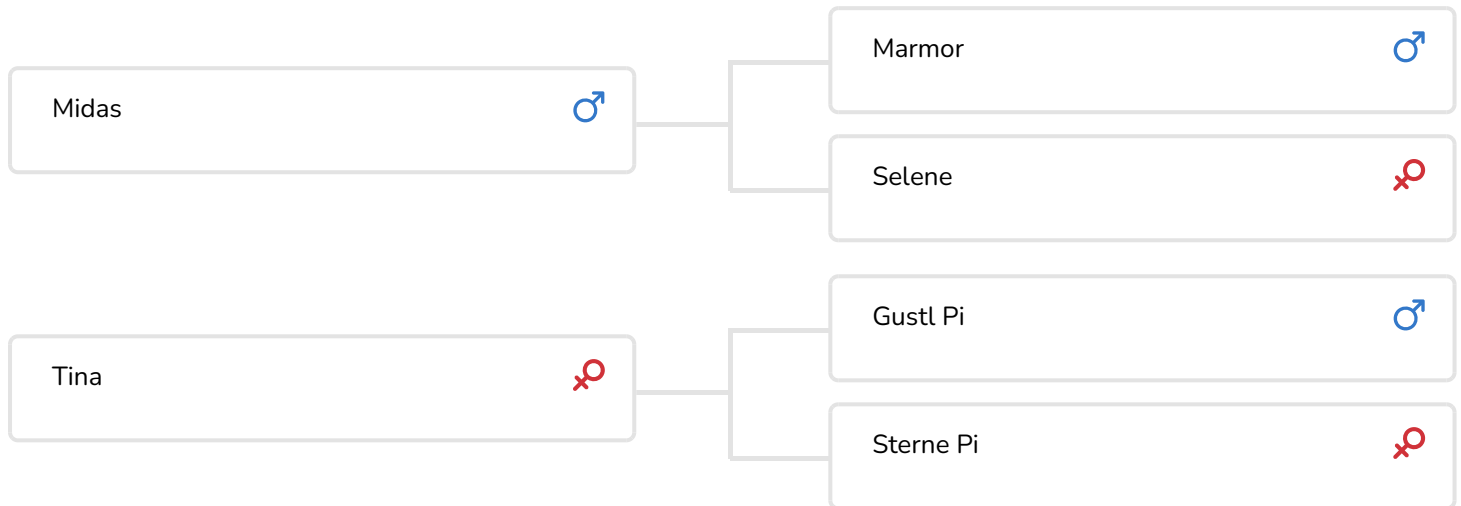 Marmor
Midas
Selene
Gustl Pi
Tina
Sterne Pi